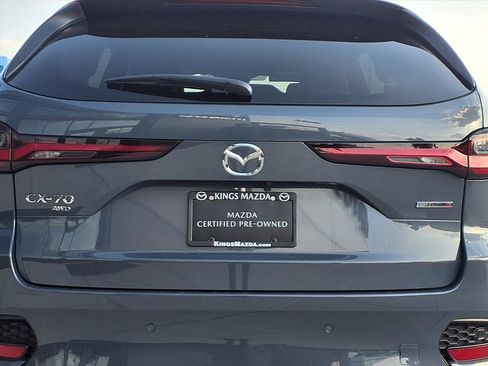 CX-70
AWD
KINGS MAZDA
MAZDA
CERTIFIED PRE-OWNED
KingsMazda.com